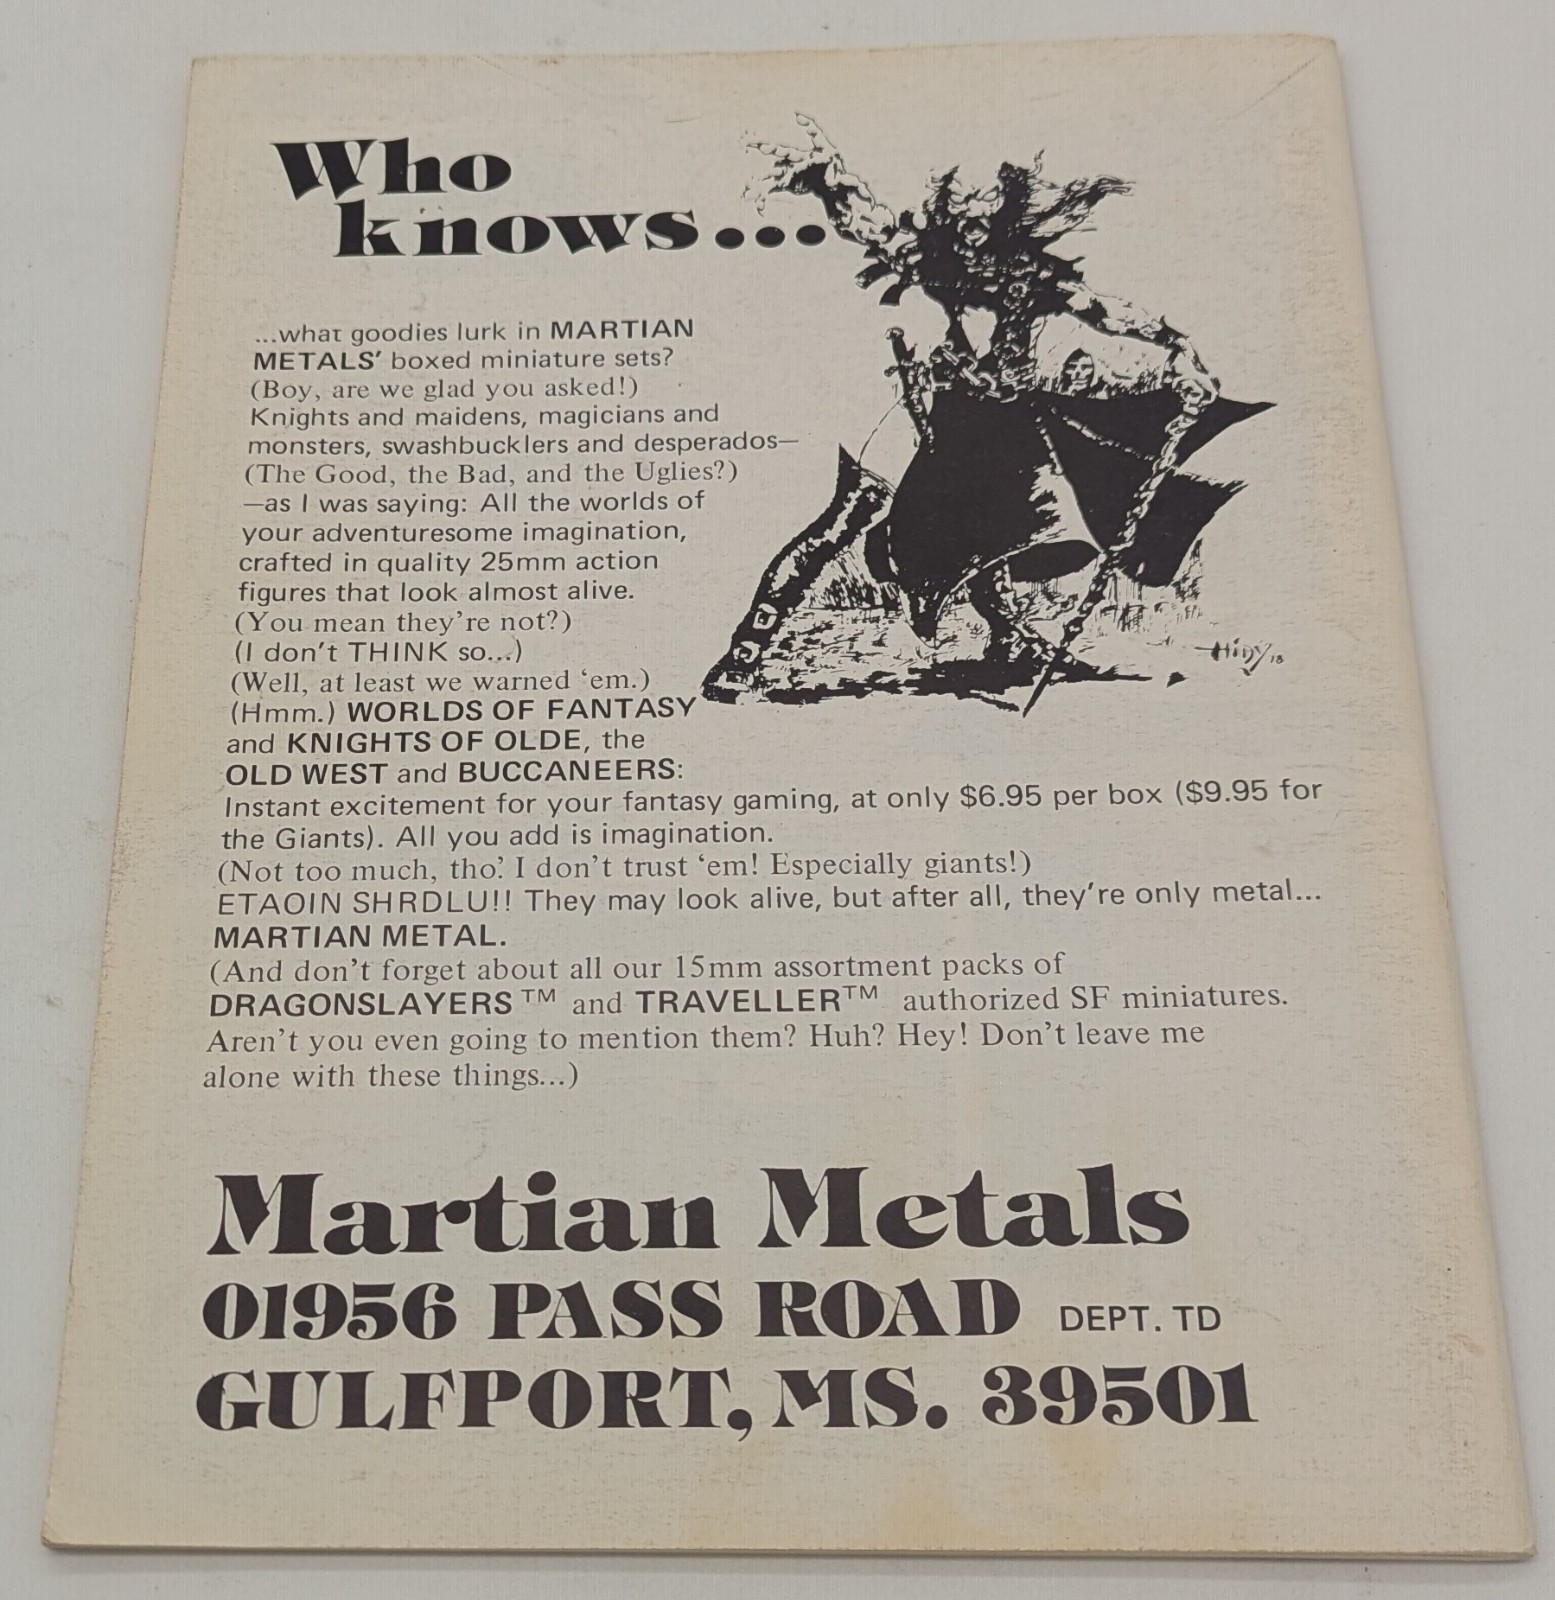 Who
knows...
...what goodies lurk in MARTIAN
METALS' boxed miniature sets?
(Boy, are we glad you asked!)
Knights and maidens, magicians and
monsters, swashbucklers and desperados—
(The Good, the Bad, and the Uglies?)
—as I was saying: All the worlds of
your adventuresome imagination,
crafted in quality 25mm action
figures that look almost alive.
(You mean they're not?)
(I don't THINK so...)
(Well, at least we warned 'em.)
(Hmm.) WORLDS OF FANTASY
and KNIGHTS OF OLDE, the
OLD WEST and BUCCANEERS:
Instant excitement for your fantasy gaming, at only $6.95 per box ($9.95 for
the Giants). All you add is imagination.
(Not too much, tho'. I don't trust 'em! Especially giants!)
ETAOIN SHRDLU!! They may look alive, but after all, they're only metal...
MARTIAN METAL.
(And don't forget about all our 15mm assortment packs of
DRAGONSLAYERS™ and TRAVELLER™ authorized SF miniatures.
Aren't you even going to mention them? Huh? Hey! Don't leave me
alone with these things...)
Martian Metals
01956 PASS ROAD DEPT. TD
GULFPORT, MS. 39501